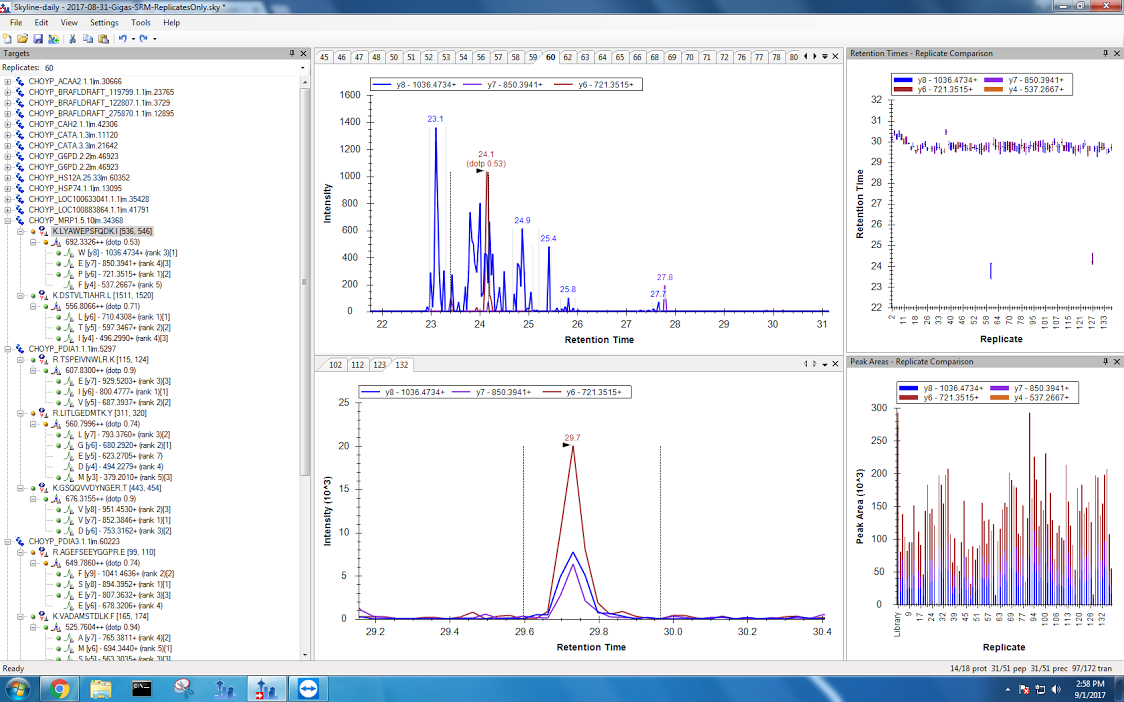 Skyline-daily - 2017-08-31-Gigas-SRM-ReplicatesOnly.sky *
File Edit View Settings Tools Help
Targets
Replicates: 60
CHOYP_ACAA2.1.1|m.30666
CHOYP_BRAFLDRAFT_119799.1.1|m.23765
CHOYP_BRAFLDRAFT_122807.1.1|m.3729
CHOYP_BRAFLDRAFT_275870.1.1|m.12895
CHOYP_CAH2.1.1|m.42306
CHOYP_CATA.1.3|m.11120
CHOYP_CATA.3.3|m.21642
CHOYP_G6PD.2.2|m.46923
CHOYP_G6PD.2.2|m.46923
CHOYP_HS12A.25.33|m.60352
CHOYP_HSP74.1.1|m.13095
CHOYP_LOC100633041.1.1|m.35428
CHOYP_LOC100883864.1.1|m.41791
CHOYP_MRP1.5.10|m.34368
K.LYAWEPSFQDK.I [536, 546]
692.3326++ (dotp 0.53)
W [y8] - 1036.4734+ (rank 3)[1]
E [y7] - 850.3941+ (rank 4)[3]
P [y6] - 721.3515+ (rank 1)[2]
F [y4] - 537.2667+ (rank 5)
K.DSTVLTIAHR.L [1511, 1520]
556.8066++ (dotp 0.71)
L [y6] - 710.4308+ (rank 1)[1]
T [y5] - 597.3467+ (rank 2)[2]
I [y4] - 496.2990+ (rank 4)[3]
CHOYP_PDIA1.1.1|m.5297
R.TSPEIVNWLR.K [115, 124]
607.8300++ (dotp 0.9)
E [y7] - 929.5203+ (rank 3)[3]
I [y6] - 800.4777+ (rank 1)[1]
V [y5] - 687.3937+ (rank 2)[2]
R.LITLGEDMTK.Y [311, 320]
560.7996++ (dotp 0.74)
L [y7] - 793.3760+ (rank 3)[2]
G [y6] - 680.2920+ (rank 2)[1]
E [y5] - 623.2705+ (rank 7)
D [y4] - 494.2279+ (rank 4)
M [y3] - 379.2010+ (rank 5)[3]
K.GSQQVVDYNGER.T [443, 454]
676.3155++ (dotp 0.9)
V [y8] - 951.4530+ (rank 2)[3]
V [y7] - 852.3846+ (rank 1)[1]
D [y6] - 753.3162+ (rank 3)[2]
CHOYP_PDIA3.1.1|m.60223
R.AGEFSEEYGGPR.E [99, 110]
649.7860++ (dotp 0.74)
F [y9] - 1041.4636+ (rank 2)[2]
S [y8] - 894.3952+ (rank 1)[1]
E [y7] - 807.3632+ (rank 3)[3]
E [y6] - 678.3206+ (rank 4)
K.VADAMSTDLK.F [165, 174]
525.7604++ (dotp 0.94)
A [y7] - 765.3811+ (rank 4)[2]
M [y6] - 694.3440+ (rank 5)[1]
S [y5] - 563.3035+ (rank 3)[3]
45 46 47 48 50 51 52 53 54 55 57 58 59 60 62 63 64 65 68 69 70 71 72 76 77 78 80
y8 - 1036.4734+ y7 - 850.3941+ y6 - 721.3515+
1600
1400
1200
1000
800
600
400
200
0
Intensity
23.1
24.1
(dotp 0.53)
24.9
25.4
25.8
27.7
27.8
22 23 24 25 26 27 28 29 30 31
Retention Time
102 112 123 132
y8 - 1036.4734+ y7 - 850.3941+ y6 - 721.3515+
25
20
15
10
5
0
Intensity (10^3)
29.7
29.2 29.4 29.6 29.8 30.0 30.2 30.4
Retention Time
Retention Times - Replicate Comparison
y8 - 1036.4734+ y7 - 850.3941+
y6 - 721.3515+ y4 - 537.2667+
32
31
30
29
28
27
26
25
24
23
22
Retention Time
2 11 18 26 33 40 46 52 58 64 70 78 89 95 101 107 115 121 127 133
Replicate
Peak Areas - Replicate Comparison
y8 - 1036.4734+ y7 - 850.3941+
y6 - 721.3515+ y4 - 537.2667+
300
250
200
150
100
50
0
Peak Area (10^3)
Library 9 17 24 32 39 45 51 57 63 69 77 94 100 106 113 120 126 132
Replicate
Ready
14/18 prot 31/51 pep 31/51 prec 97/172 tran
2:58 PM
9/1/2017